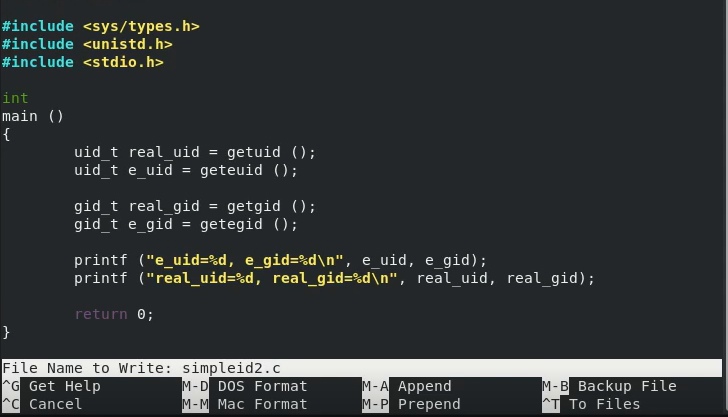 #include <sys/types.h>
#include <unistd.h>
#include <stdio.h>
int
main ()
{
uid_t real_uid = getuid ();
uid_t e_uid = geteuid ();
gid_t real_gid = getgid ();
gid_t e_gid = getegid ();
printf ("e_uid=%d, e_gid=%d\n", e_uid, e_gid);
printf ("real_uid=%d, real_gid=%d\n", real_uid, real_gid);
return 0;
}
File Name to Write: simpleid2.c
^G Get Help M-D DOS Format M-A Append M-B Backup File
^C Cancel M-M Mac Format M-P Prepend ^T To Files